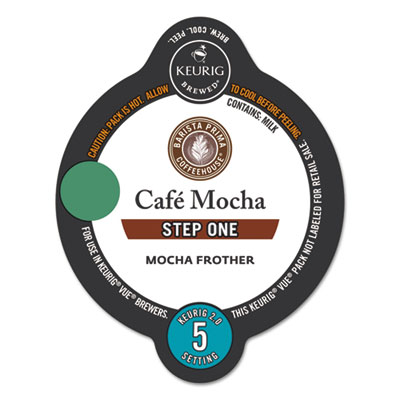 BREW. COOL. PEEL.
KEURIG
BREWED®
CAUTION: PACK IS HOT. ALLOW TO COOL BEFORE PEELING.
CONTAINS: MILK
BARISTA PRIMA
COFFEEHOUSE®
Café Mocha
STEP ONE
MOCHA FROTHER
FOR USE IN KEURIG® VUE® BREWERS.
THIS KEURIG® VUE® PACK NOT LABELED FOR RETAIL SALE.
KEURIG 2.0
5
SETTING